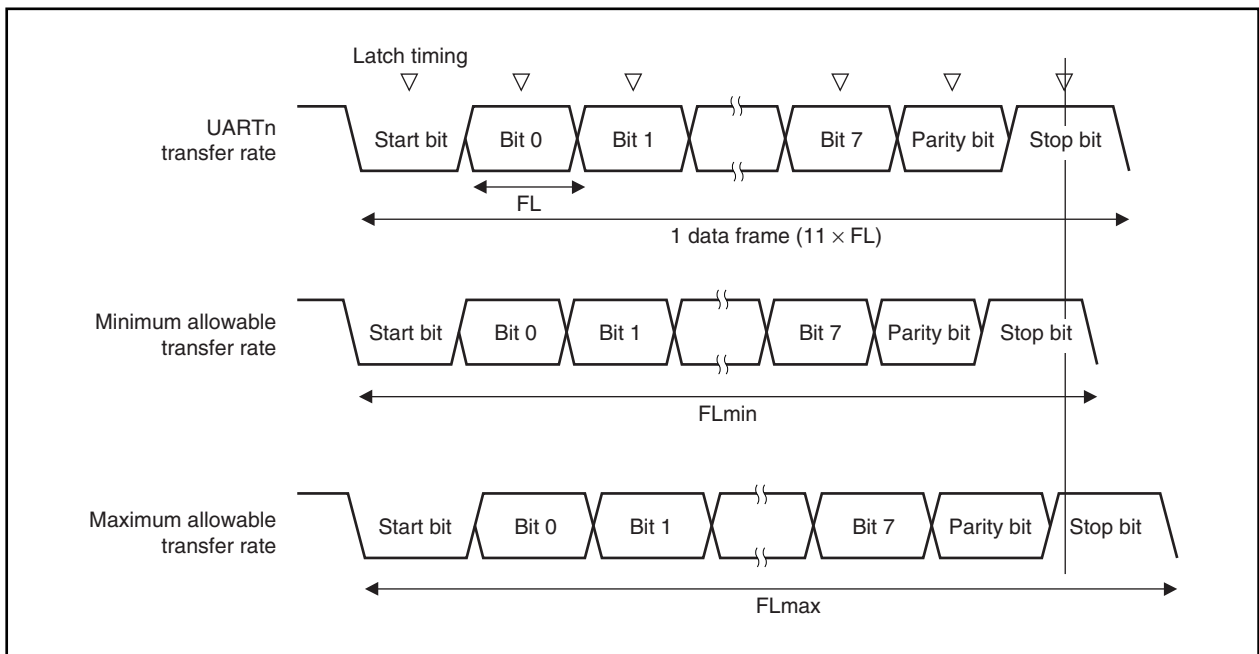 Latch timing
UARTn
transfer rate
Start bit
Bit 0
Bit 1
Bit 7
Parity bit
Stop bit
FL
1 data frame (11 × FL)
Minimum allowable
transfer rate
Start bit
Bit 0
Bit 1
Bit 7
Parity bit
Stop bit
FLmin
Maximum allowable
transfer rate
Start bit
Bit 0
Bit 1
Bit 7
Parity bit
Stop bit
FLmax